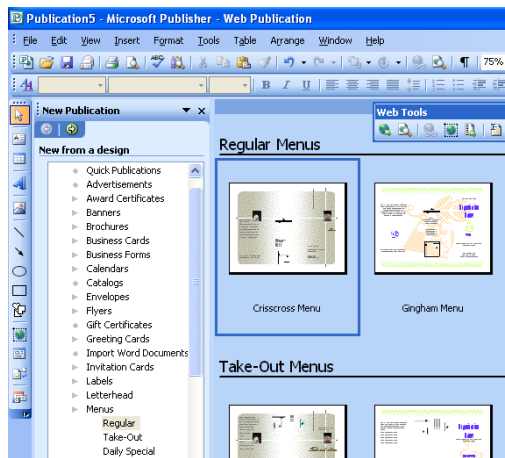 Publication5 - Microsoft Publisher - Web Publication
File Edit View Insert Format Tools Table Arrange Window Help
75%
B I U
New Publication
Web Tools
New from a design
Regular Menus
Quick Publications
Advertisements
Award Certificates
Banners
Brochures
Business Cards
Business Forms
Calendars
Catalogs
Envelopes
Flyers
Gift Certificates
Greeting Cards
Import Word Documents
Invitation Cards
Labels
Letterhead
Menus
Regular
Take-Out
Daily Special
Crisscross Menu
Gingham Menu
Take-Out Menus